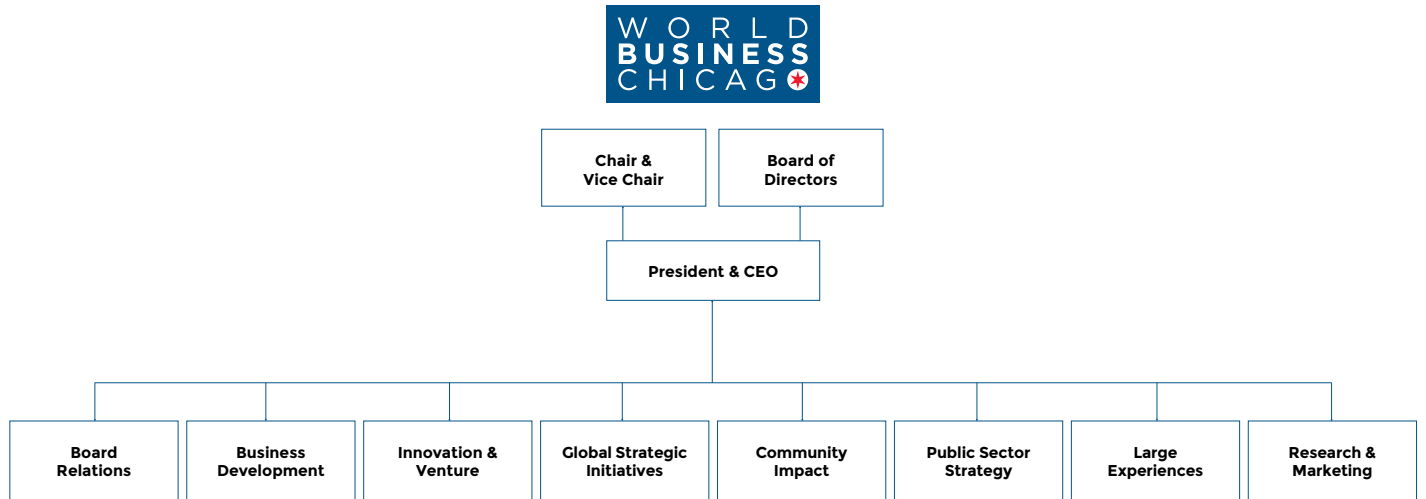 WORLD
BUSINESS
CHICAGO
Chair &
Vice Chair
Board of
Directors
President & CEO
Board
Relations
Business
Development
Innovation &
Venture
Global Strategic
Initiatives
Community
Impact
Public Sector
Strategy
Large
Experiences
Research &
Marketing